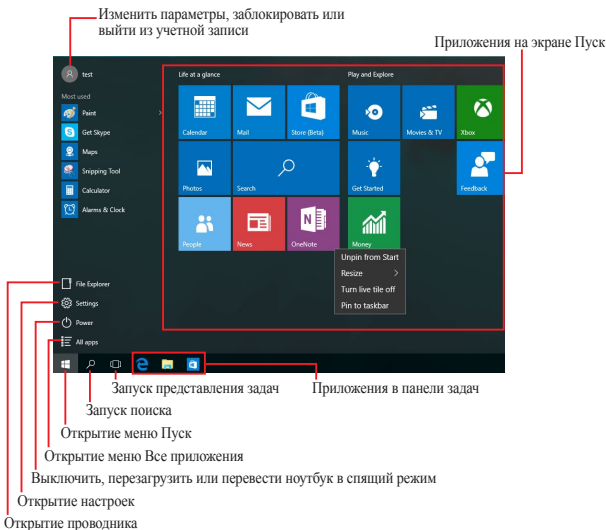 Изменить параметры, заблокировать или
выйти из учетной записи
Приложения на экране Пуск
test
Life at a glance
Play and Explore
Most used
Paint
Get Skype
Maps
Snipping Tool
Calculator
Alarms & Clock
Calendar
Mail
Store (Beta)
Music
Movies & TV
Xbox
Photos
Search
Get Started
Feedback
People
News
OneNote
Money
Unpin from Start
Resize
Turn live tile off
Pin to taskbar
File Explorer
Settings
Power
All apps
Запуск представления задач
Приложения в панели задач
Запуск поиска
Открытие меню Пуск
Открытие меню Все приложения
Выключить, перезагрузить или перевести ноутбук в спящий режим
Открытие настроек
Открытие проводника